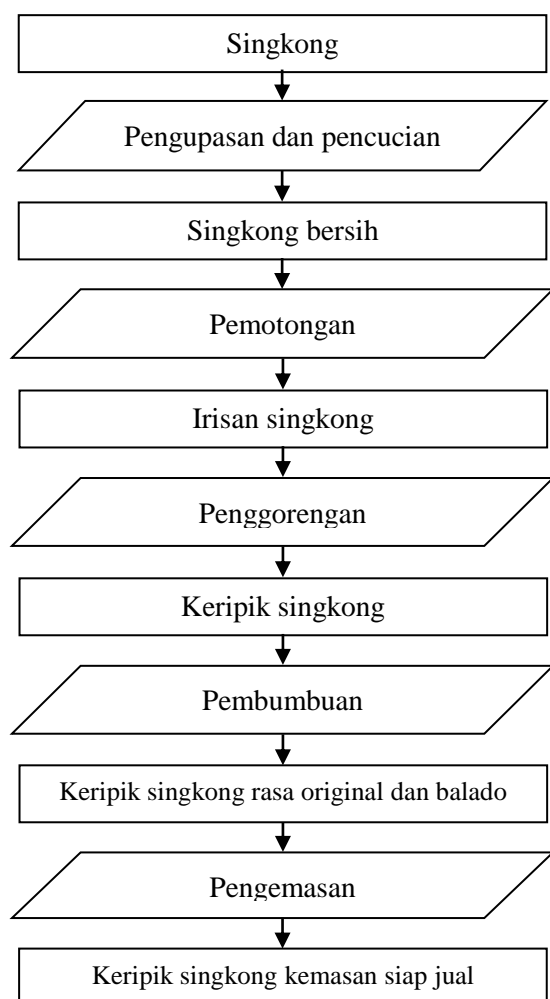 Singkong
Pengupasan dan pencucian
Singkong bersih
Pemotongan
Irisan singkong
Penggorengan
Keripik singkong
Pembumbuan
Keripik singkong rasa original dan balado
Pengemasan
Keripik singkong kemasan siap jual